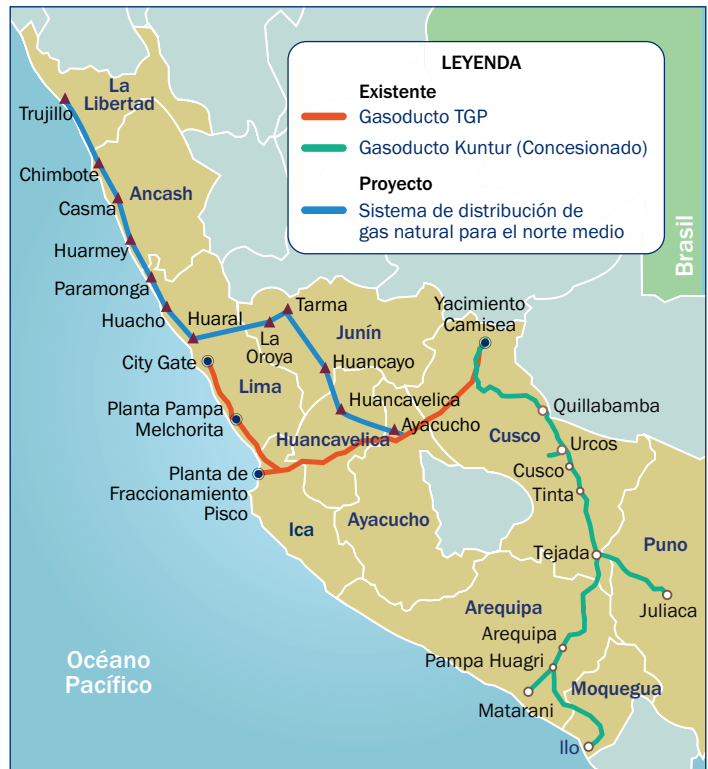 LEYENDA
Existente
Gasoducto TGP
Gasoducto Kuntur (Concesionado)
Proyecto
Sistema de distribución de
gas natural para el norte medio
La
Libertad
Trujillo
Chimbote
Ancash
Casma
Huarmey
Paramonga
Huacho
Huaral
Tarma
La
Oroya
Junín
Yacimiento
Camisea
Brasil
City Gate
Lima
Huancayo
Planta Pampa
Melchorita
Huancavelica
Huancavelica
Ayacucho
Quillabamba
Cusco
Urcos
Cusco
Tinta
Planta de
Fraccionamiento
Pisco
Ica
Ayacucho
Tejada
Puno
Juliaca
Arequipa
Arequipa
Pampa Huagri
Moquegua
Matarani
Ilo
Océano
Pacífico